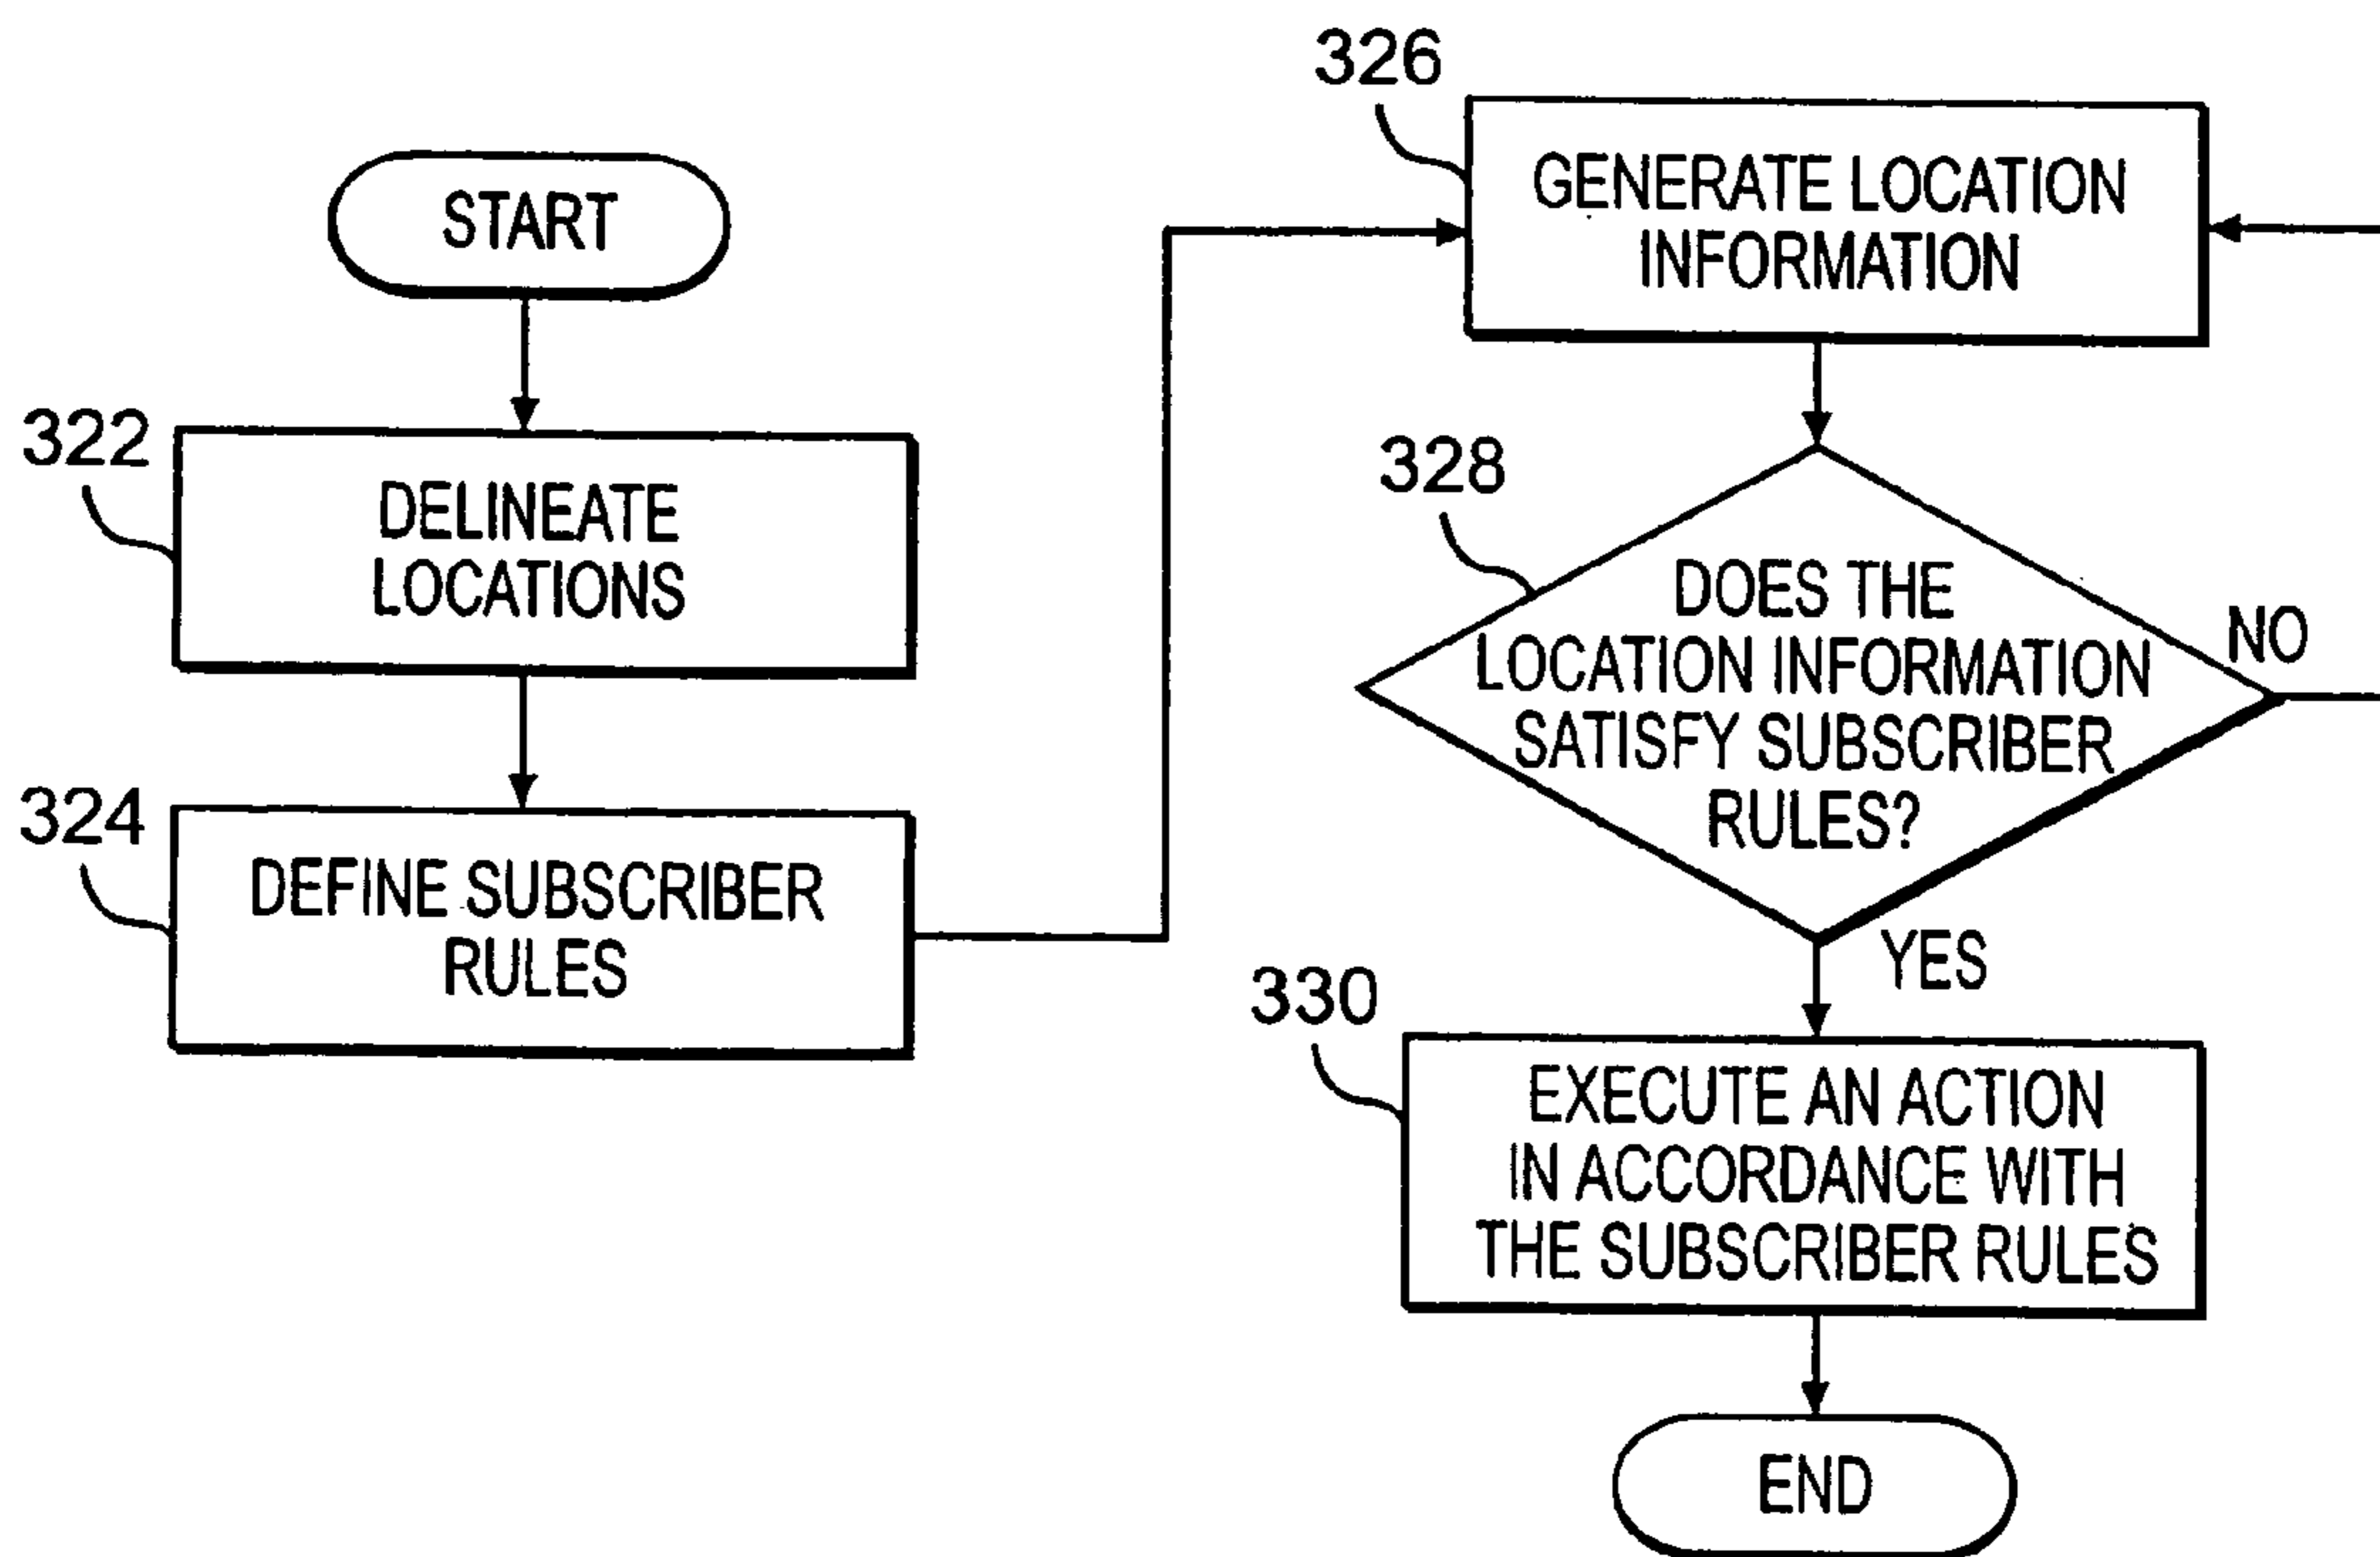 START
322
DELINEATE
LOCATIONS
324
DEFINE SUBSCRIBER
RULES
326
GENERATE LOCATION
INFORMATION
328
DOES THE
LOCATION INFORMATION
SATISFY SUBSCRIBER
RULES?
NO
YES
330
EXECUTE AN ACTION
IN ACCORDANCE WITH
THE SUBSCRIBER RULES
END